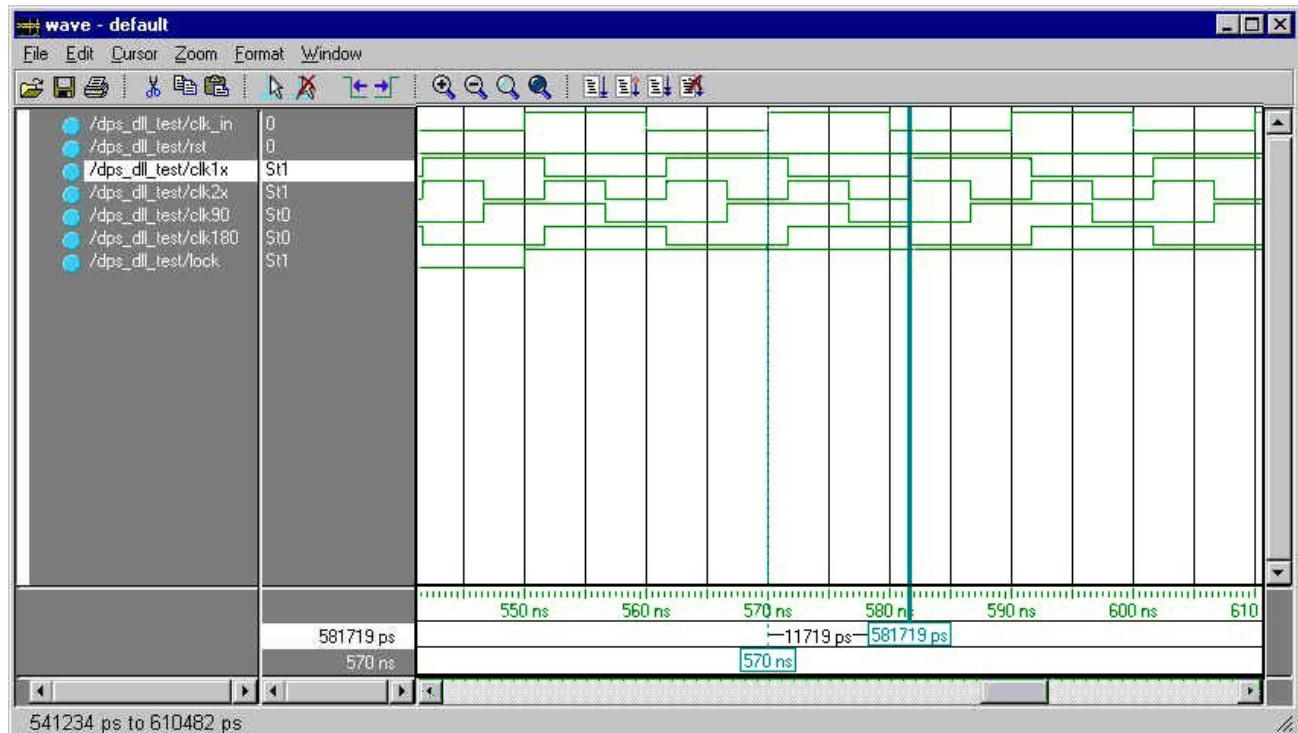 wave - default
File Edit Cursor Zoom Format Window
/dps_dll_test/clk_in 0
/dps_dll_test/rst 0
/dps_dll_test/clk1x St1
/dps_dll_test/clk2x St1
/dps_dll_test/clk90 St0
/dps_dll_test/clk180 St0
/dps_dll_test/lock St1
550 ns 560 ns 570 ns 580 n 590 ns 600 ns 610
581719 ps 11719 ps 581719 ps
570 ns 570 ns
541234 ps to 610482 ps